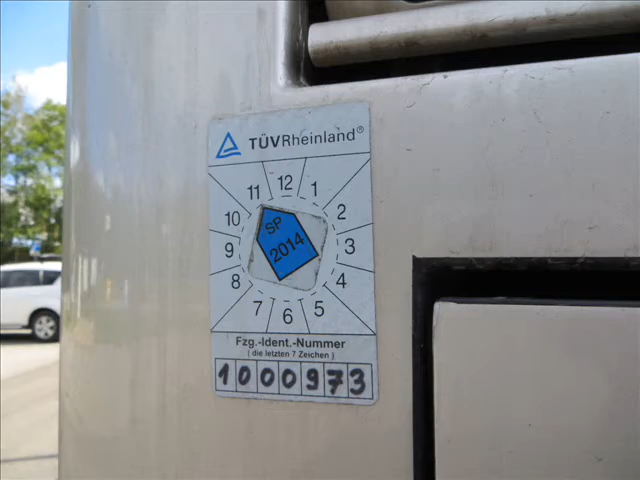 TÜVRheinland®
11 12 1
10 2
9 3
8 4
7 6 5
SP
2014
Fzg.-Ident.-Nummer
( die letzten 7 Zeichen )
1000973